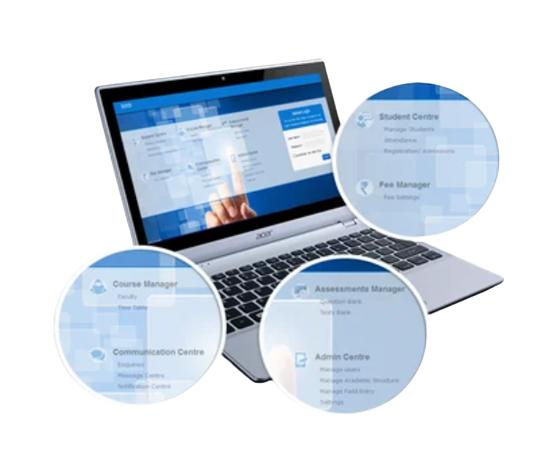 acer
Student Centre
Manage Students
Attendance
Registration/ Admissions
Fee Manager
Fee Settings
Course Manager
Faculty
Time Table
Communication Centre
Enquiries
Message Centre
Notification Centre
Assessments Manager
Question Bank
Tests Bank
Admin Centre
Manage users
Manage Academic Structure
Manage Field Entry
Settings